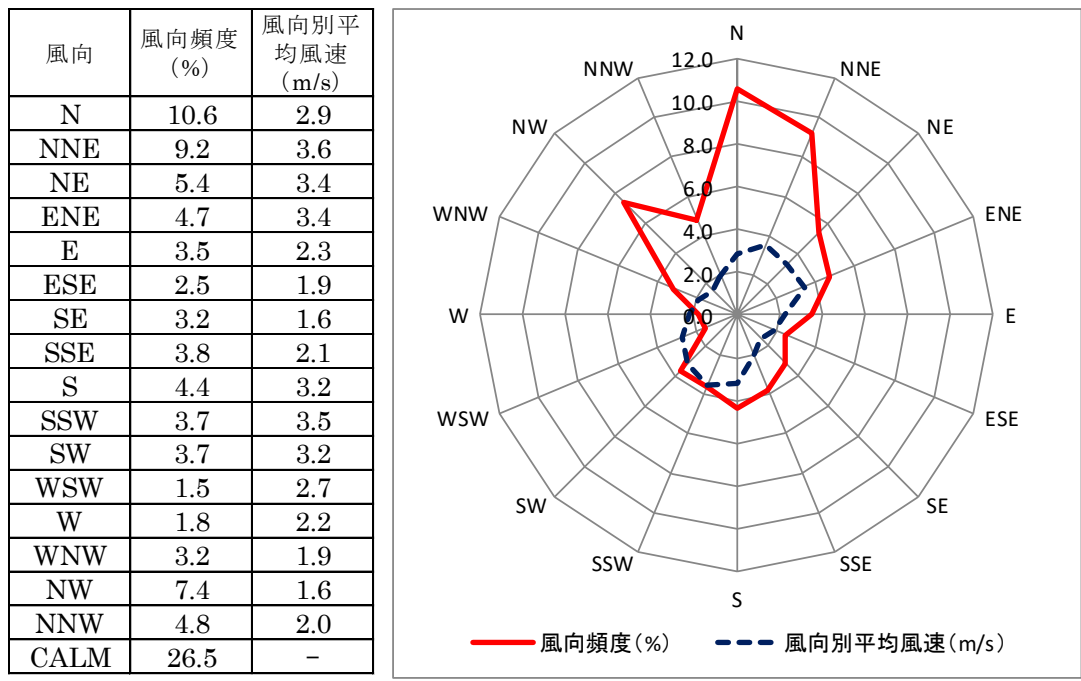 風向 風向頻度(%) 風向別平均風速(m/s)
N 10.6 2.9
NNE 9.2 3.6
NE 5.4 3.4
ENE 4.7 3.4
E 3.5 2.3
ESE 2.5 1.9
SE 3.2 1.6
SSE 3.8 2.1
S 4.4 3.2
SSW 3.7 3.5
SW 3.7 3.2
WSW 1.5 2.7
W 1.8 2.2
WNW 3.2 1.9
NW 7.4 1.6
NNW 4.8 2.0
CALM 26.5 −
N
NNE
NE
ENE
E
ESE
SE
SSE
S
SSW
SW
WSW
W
WNW
NW
NNW
12.0
10.0
8.0
6.0
4.0
2.0
0.0
風向頻度(%) 風向別平均風速(m/s)